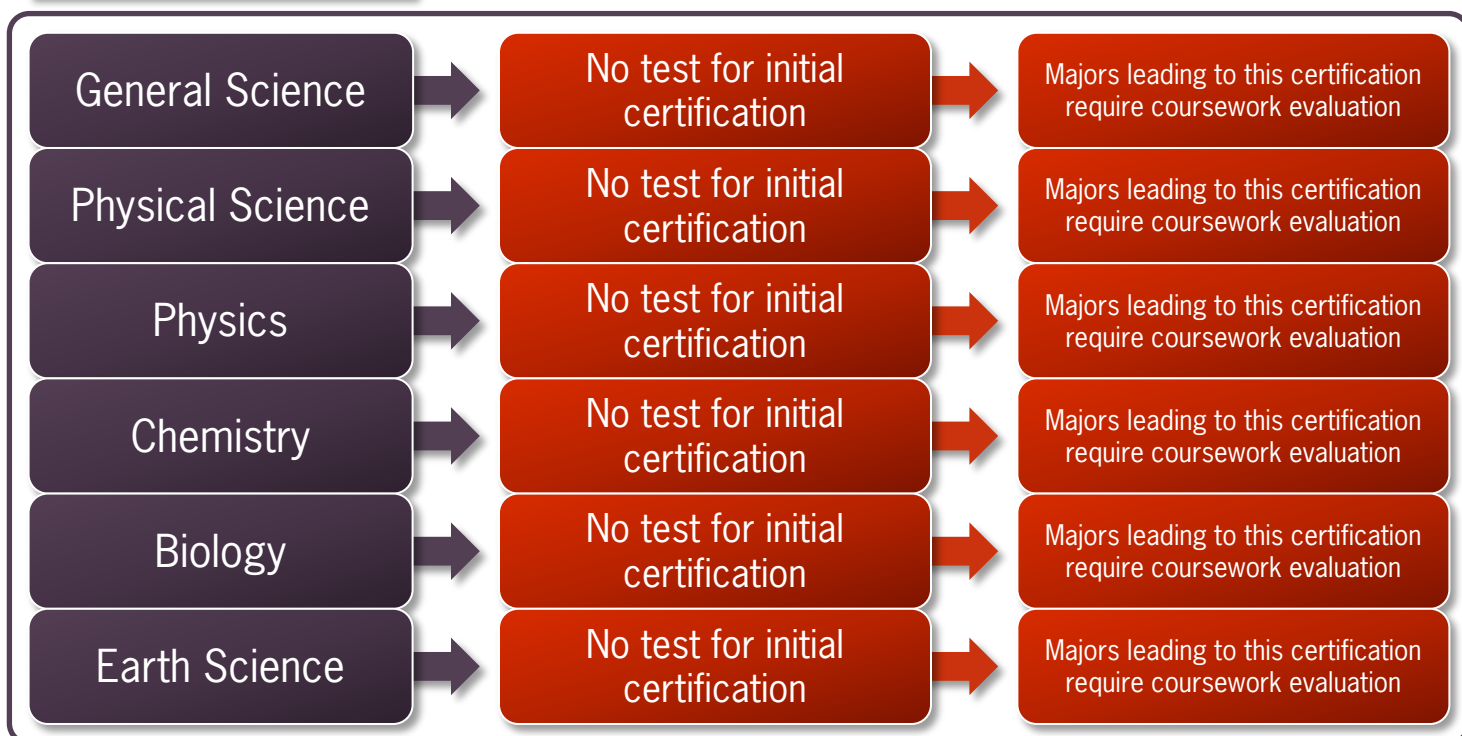 General Science
No test for initial
certification
Majors leading to this certification
require coursework evaluation
Physical Science
No test for initial
certification
Majors leading to this certification
require coursework evaluation
Physics
No test for initial
certification
Majors leading to this certification
require coursework evaluation
Chemistry
No test for initial
certification
Majors leading to this certification
require coursework evaluation
Biology
No test for initial
certification
Majors leading to this certification
require coursework evaluation
Earth Science
No test for initial
certification
Majors leading to this certification
require coursework evaluation